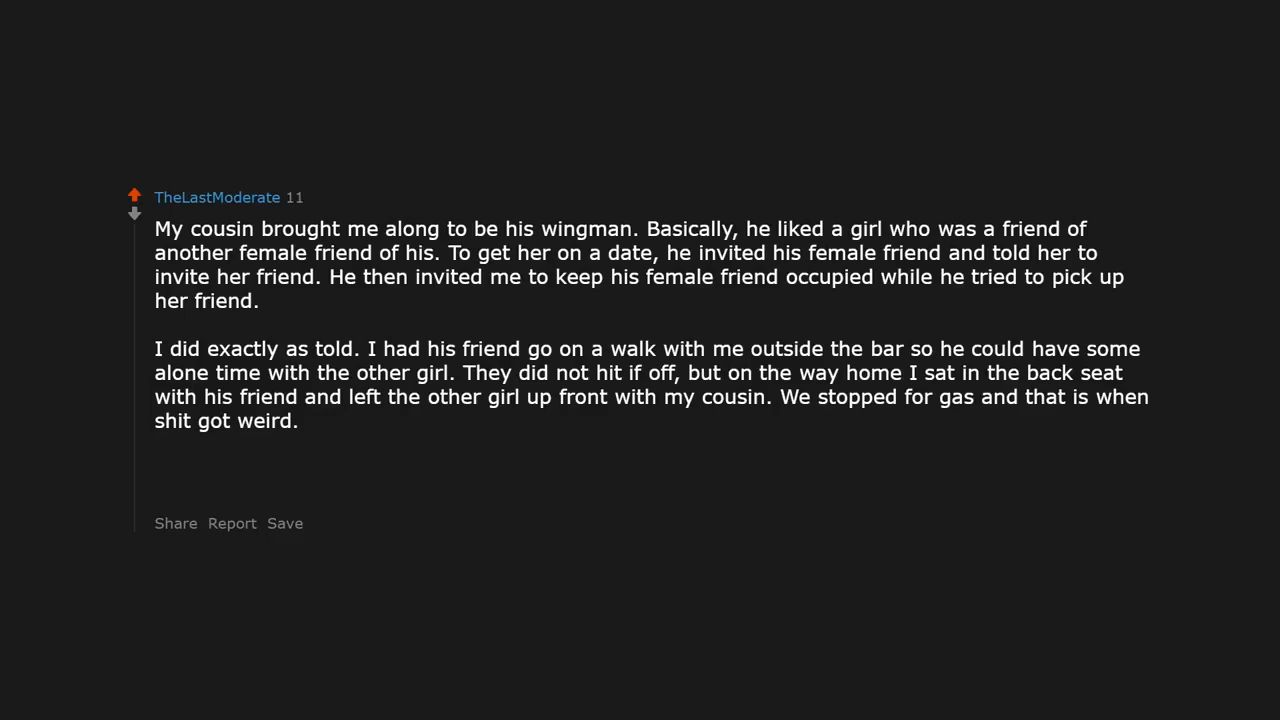 TheLastModerate 11
My cousin brought me along to be his wingman. Basically, he liked a girl who was a friend of
another female friend of his. To get her on a date, he invited his female friend and told her to
invite her friend. He then invited me to keep his female friend occupied while he tried to pick up
her friend.
I did exactly as told. I had his friend go on a walk with me outside the bar so he could have some
alone time with the other girl. They did not hit if off, but on the way home I sat in the back seat
with his friend and left the other girl up front with my cousin. We stopped for gas and that is when
shit got weird.
Share Report Save